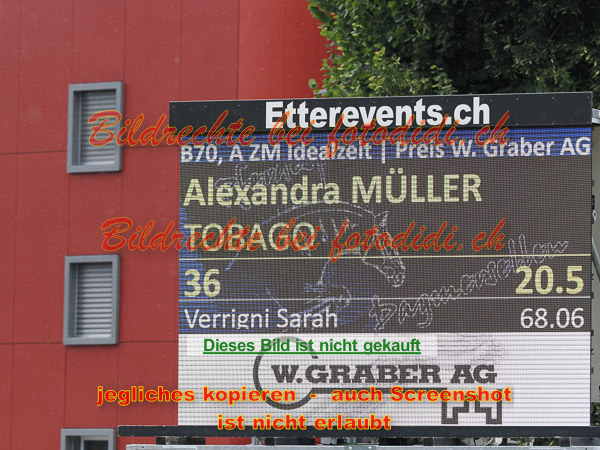 Etterevents.ch
Bildrechte bei fotodidi.ch
B70, A ZM Idealzeit | Preis W. Graber AG
Alexandra MÜLLER
TOBAGO
Bildrechte bei fotodidi.ch
36 20.5
Dagmersellen
Verrigni Sarah 68.06
Dieses Bild ist nicht gekauft
W.GRABER AG
jegliches kopieren - auch Screenshot
ist nicht erlaubt